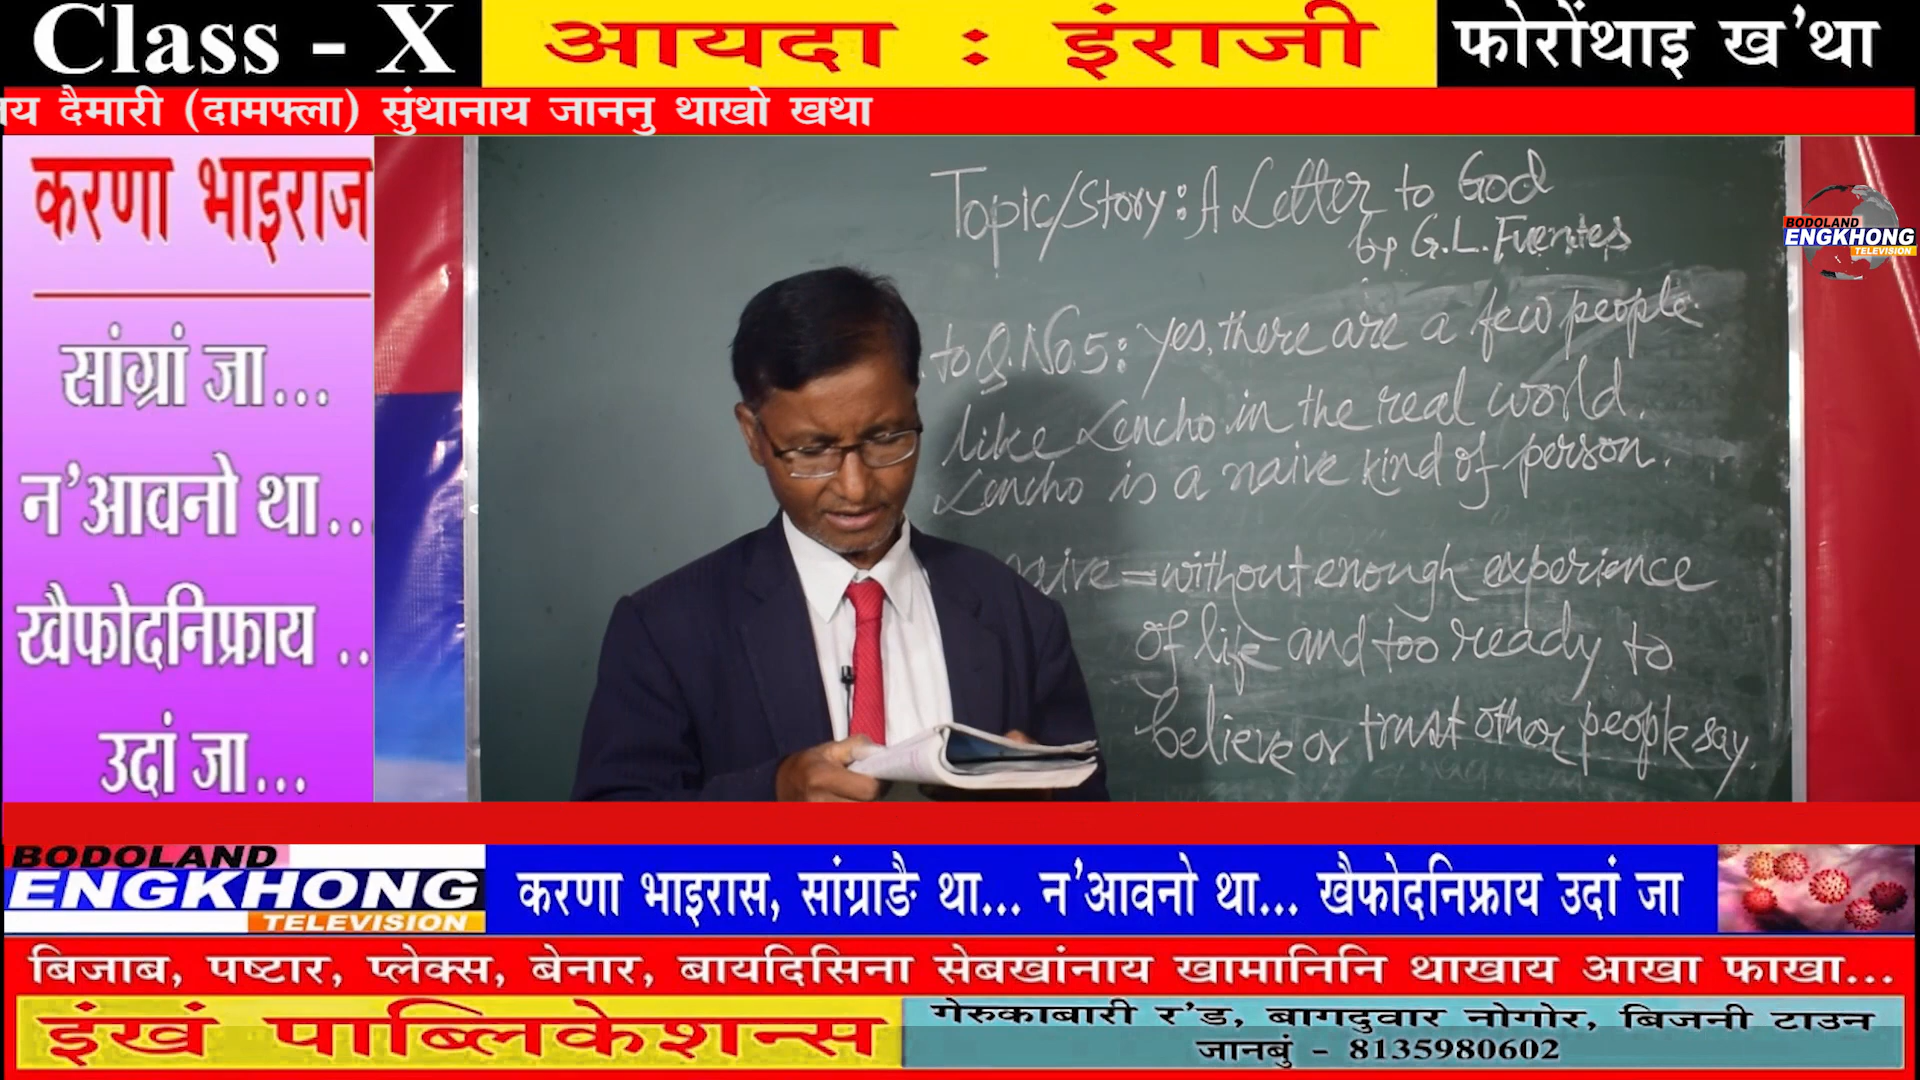 Class - X
आयदा : इंराजी
फोरोंथाइ ख'था
य दैमारी (दामफ्ला) सुंथानाय जाननु थाखो खथा
करणा भाइराज
सांग्रां जा...
न'आवनो था...
खैफोदनिफ्राय ..
उदां जा...
Topic/Story: A Letter to God
by G.L. Fuentes
BODOLAND
ENGKHONG
TELEVISION
. to Q. No. 5: Yes, there are a few people
like Lencho in the real world.
Lencho is a naive kind of person.
naive = without enough experience
of life and too ready to
believe or trust other people say.
BODOLAND
ENGKHONG
TELEVISION
करणा भाइरास, सांग्राङै था... न'आवनो था... खैफोदनिफ्राय उदां जा
बिजाब, पष्टार, प्लेक्स, बेनार, बायदिसिना सेबखांनाय खामानिनि थाखाय आखा फाखा...
इंखं पाब्लिकेशन्स
गेरुकाबारी र'ड, बागदुवार नोगोर, बिजनी टाउन
जानबुं - 8135980602